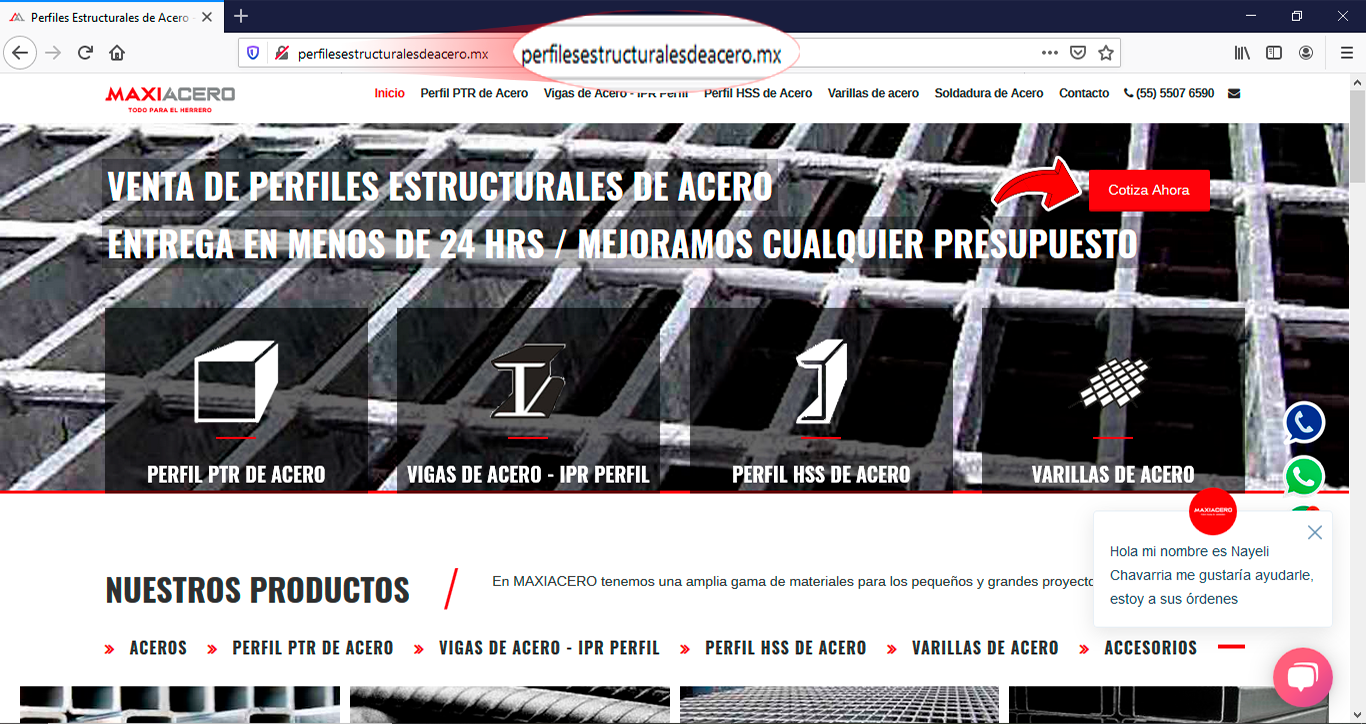 Perfiles Estructurales de Acero
perfilesestructuralesdeacero.mx
perfilesestructuralesdeacero.mx
MAXIACERO
TODO PARA EL HERRERO
Inicio Perfil PTR de Acero Vigas de Acero - IPR Perfil Perfil HSS de Acero Varillas de acero Soldadura de Acero Contacto (55) 5507 6590
VENTA DE PERFILES ESTRUCTURALES DE ACERO
Cotiza Ahora
ENTREGA EN MENOS DE 24 HRS / MEJORAMOS CUALQUIER PRESUPUESTO
PERFIL PTR DE ACERO VIGAS DE ACERO - IPR PERFIL PERFIL HSS DE ACERO VARILLAS DE ACERO
MAXIACERO
Hola mi nombre es Nayeli
Chavarria me gustaría ayudarle,
estoy a sus órdenes
NUESTROS PRODUCTOS
En MAXIACERO tenemos una amplia gama de materiales para los pequeños y grandes proyecto
» ACEROS » PERFIL PTR DE ACERO » VIGAS DE ACERO - IPR PERFIL » PERFIL HSS DE ACERO » VARILLAS DE ACERO » ACCESORIOS